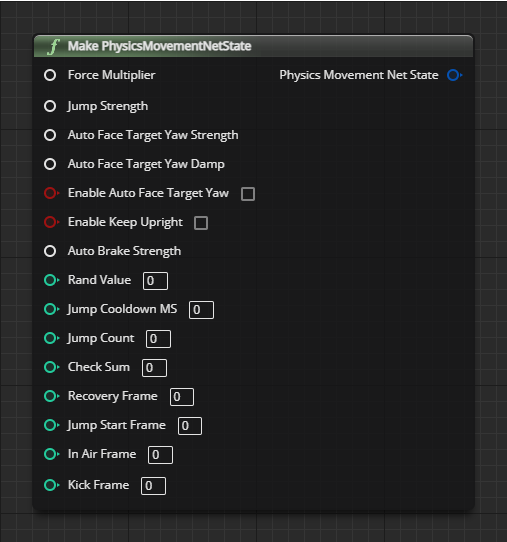 f Make PhysicsMovementNetState
Force Multiplier Physics Movement Net State
Jump Strength
Auto Face Target Yaw Strength
Auto Face Target Yaw Damp
Enable Auto Face Target Yaw
Enable Keep Upright
Auto Brake Strength
Rand Value 0
Jump Cooldown MS 0
Jump Count 0
Check Sum 0
Recovery Frame 0
Jump Start Frame 0
In Air Frame 0
Kick Frame 0